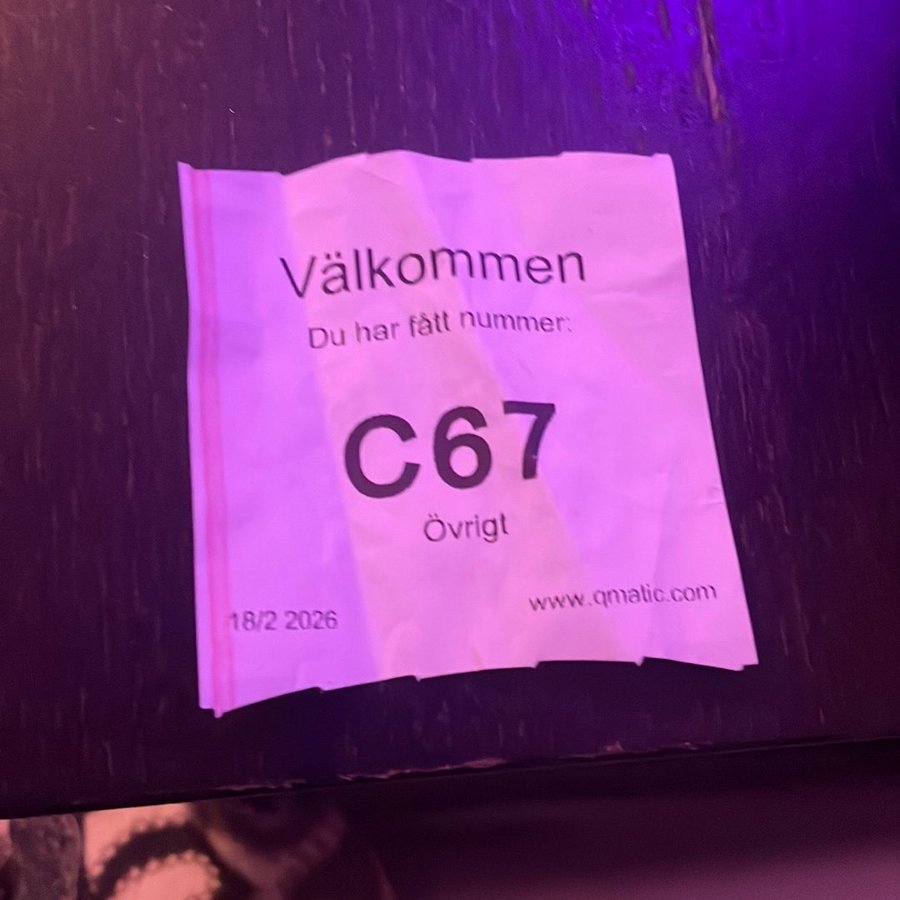 Välkommen
Du har fått nummer:
C67
Övrigt
18/2 2026
www.qmatic.com